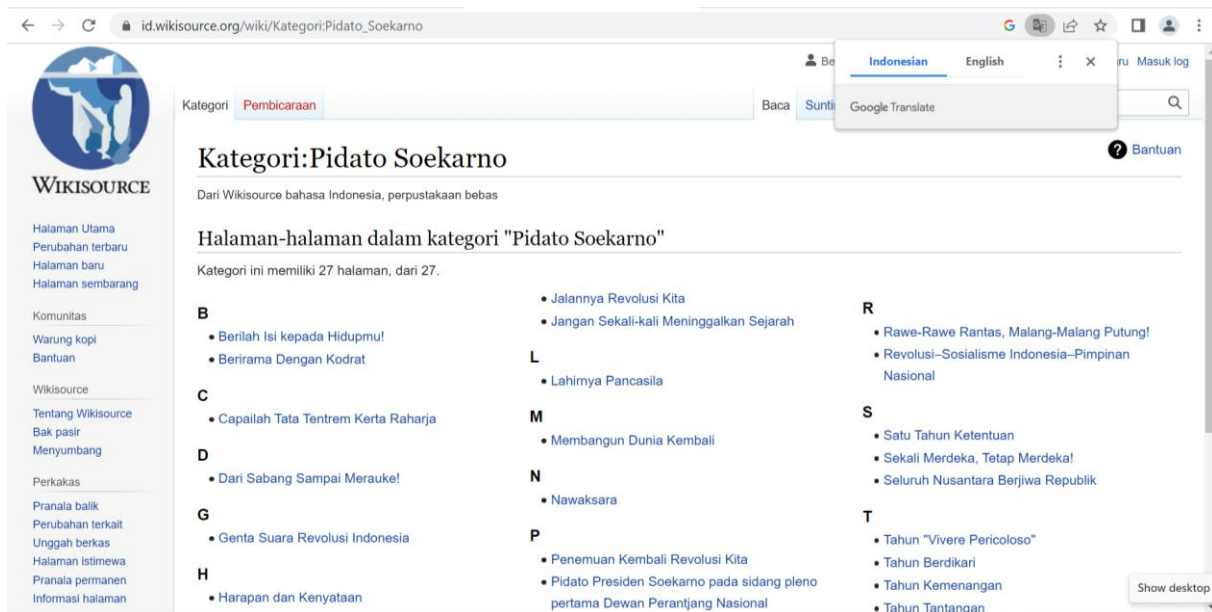 id.wikisource.org/wiki/Kategori:Pidato_Soekarno
Indonesian English
Google Translate
Be
ru Masuk log
Kategori Pembicaraan
Baca Sunti
WIKISOURCE
Kategori:Pidato Soekarno
Bantuan
Dari Wikisource bahasa Indonesia, perpustakaan bebas
Halaman-halaman dalam kategori "Pidato Soekarno"
Kategori ini memiliki 27 halaman, dari 27.
Halaman Utama
Perubahan terbaru
Halaman baru
Halaman sembarang
Komunitas
Warung kopi
Bantuan
Wikisource
Tentang Wikisource
Bak pasir
Menyumbang
Perkakas
Pranala balik
Perubahan terkait
Unggah berkas
Halaman istimewa
Pranala permanen
Informasi halaman
B
Berilah Isi kepada Hidupmu!
Berirama Dengan Kodrat
C
Capailah Tata Tentrem Kerta Raharja
D
Dari Sabang Sampai Merauke!
G
Genta Suara Revolusi Indonesia
H
Harapan dan Kenyataan
Jalannya Revolusi Kita
Jangan Sekali-kali Meninggalkan Sejarah
L
Lahirnya Pancasila
M
Membangun Dunia Kembali
N
Nawaksara
P
Penemuan Kembali Revolusi Kita
Pidato Presiden Soekarno pada sidang pleno
pertama Dewan Perantjang Nasional
R
Rawe-Rawe Rantas, Malang-Malang Putung!
Revolusi–Sosialisme Indonesia–Pimpinan
Nasional
S
Satu Tahun Ketentuan
Sekali Merdeka, Tetap Merdeka!
Seluruh Nusantara Berjiwa Republik
T
Tahun "Vivere Pericoloso"
Tahun Berdikari
Tahun Kemenangan
Tahun Tantangan
Show desktop